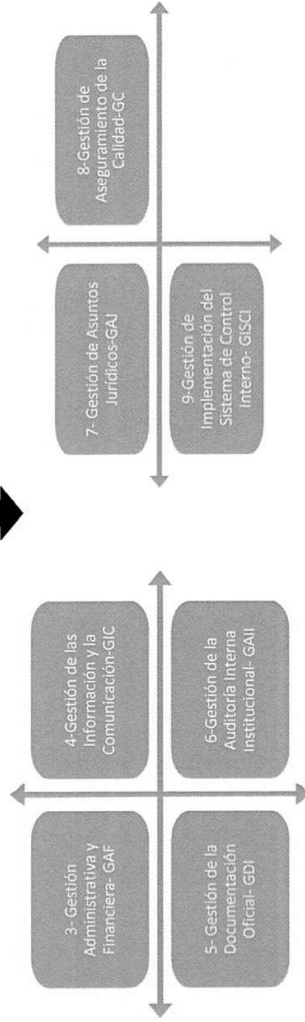 3- Gestión
Administrativa y
Financiera- GAF
4-Gestión de las
Información y la
Comunicación-GIC
5- Gestión de la
Documentación
Oficial- GDI
6-Gestión de la
Auditoría Interna
Institucional- GAII
7- Gestión de Asuntos
Jurídicos-GAJ
8-Gestión de
Aseguramiento de la
Calidad-GC
9-Gestión de
Implementación del
Sistema de Control
Interno- GISCI